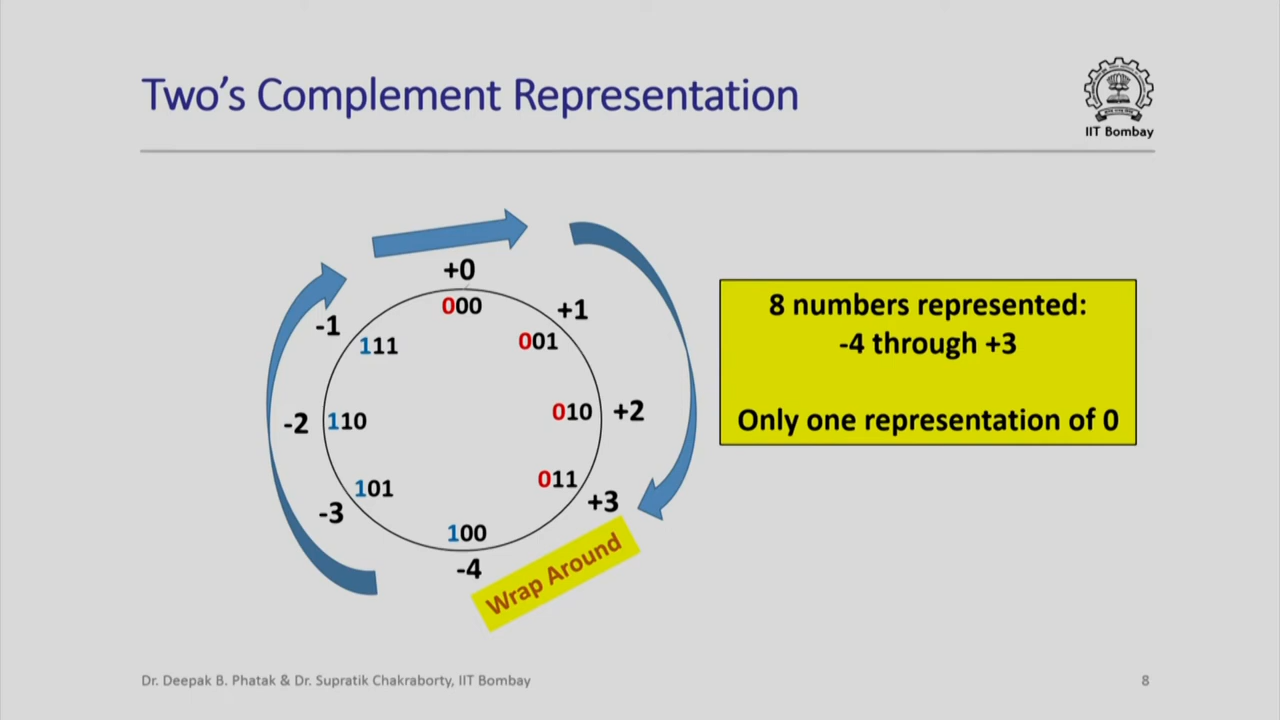 Two's Complement Representation
IIT Bombay
+0
000
+1
001
-1
111
+2
010
-2
110
+3
011
-3
101
100
-4
Wrap Around
8 numbers represented:
-4 through +3
Only one representation of 0
Dr. Deepak B. Phatak & Dr. Supratik Chakraborty, IIT Bombay
8